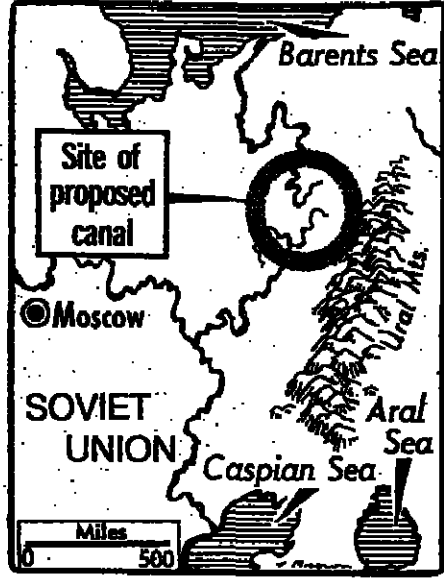 Barents Sea
Site of
proposed
canal
Ural Mts.
Moscow
SOVIET
UNION
Aral
Sea
Caspian Sea
Miles
0 500